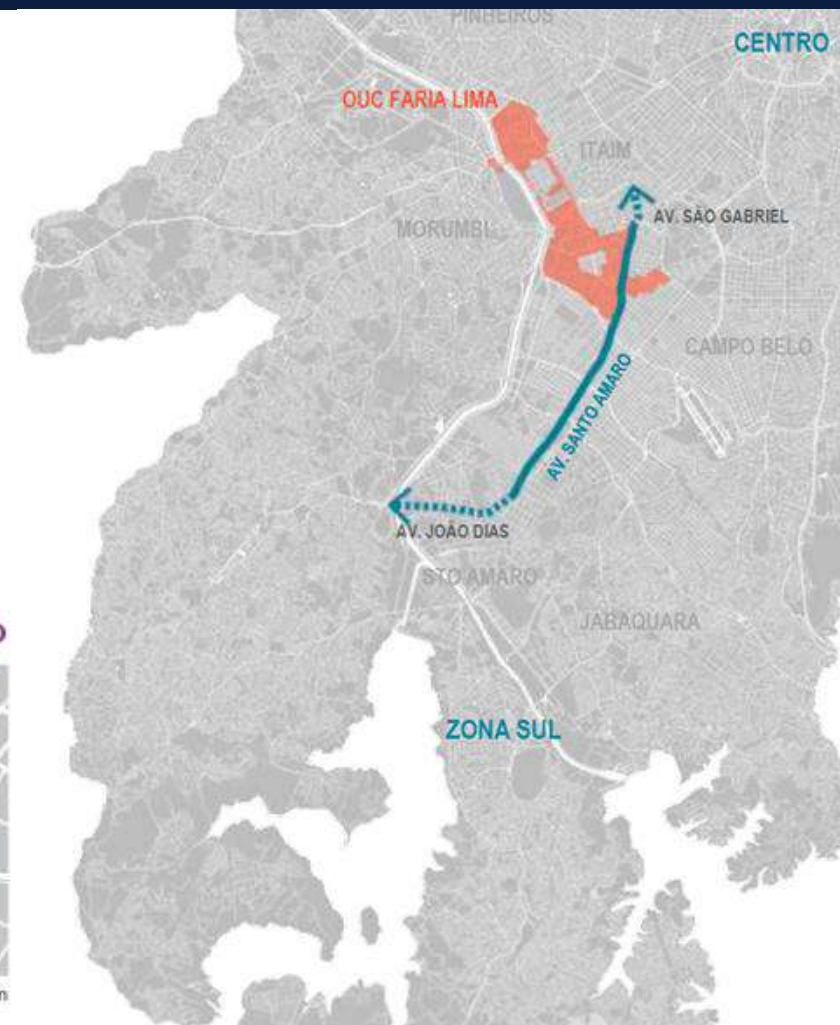 PINHEIROS
CENTRO
OUC FARIA LIMA
ITAIM
AV. SÃO GABRIEL
MORUMBI
CAMPO BELO
AV. SANTO AMARO
AV. JOÃO DIAS
STO AMARO
JABAQUARA
ZONA SUL